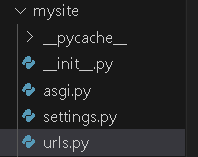 mysite
__pycache__
__init__.py
asgi.py
settings.py
urls.py